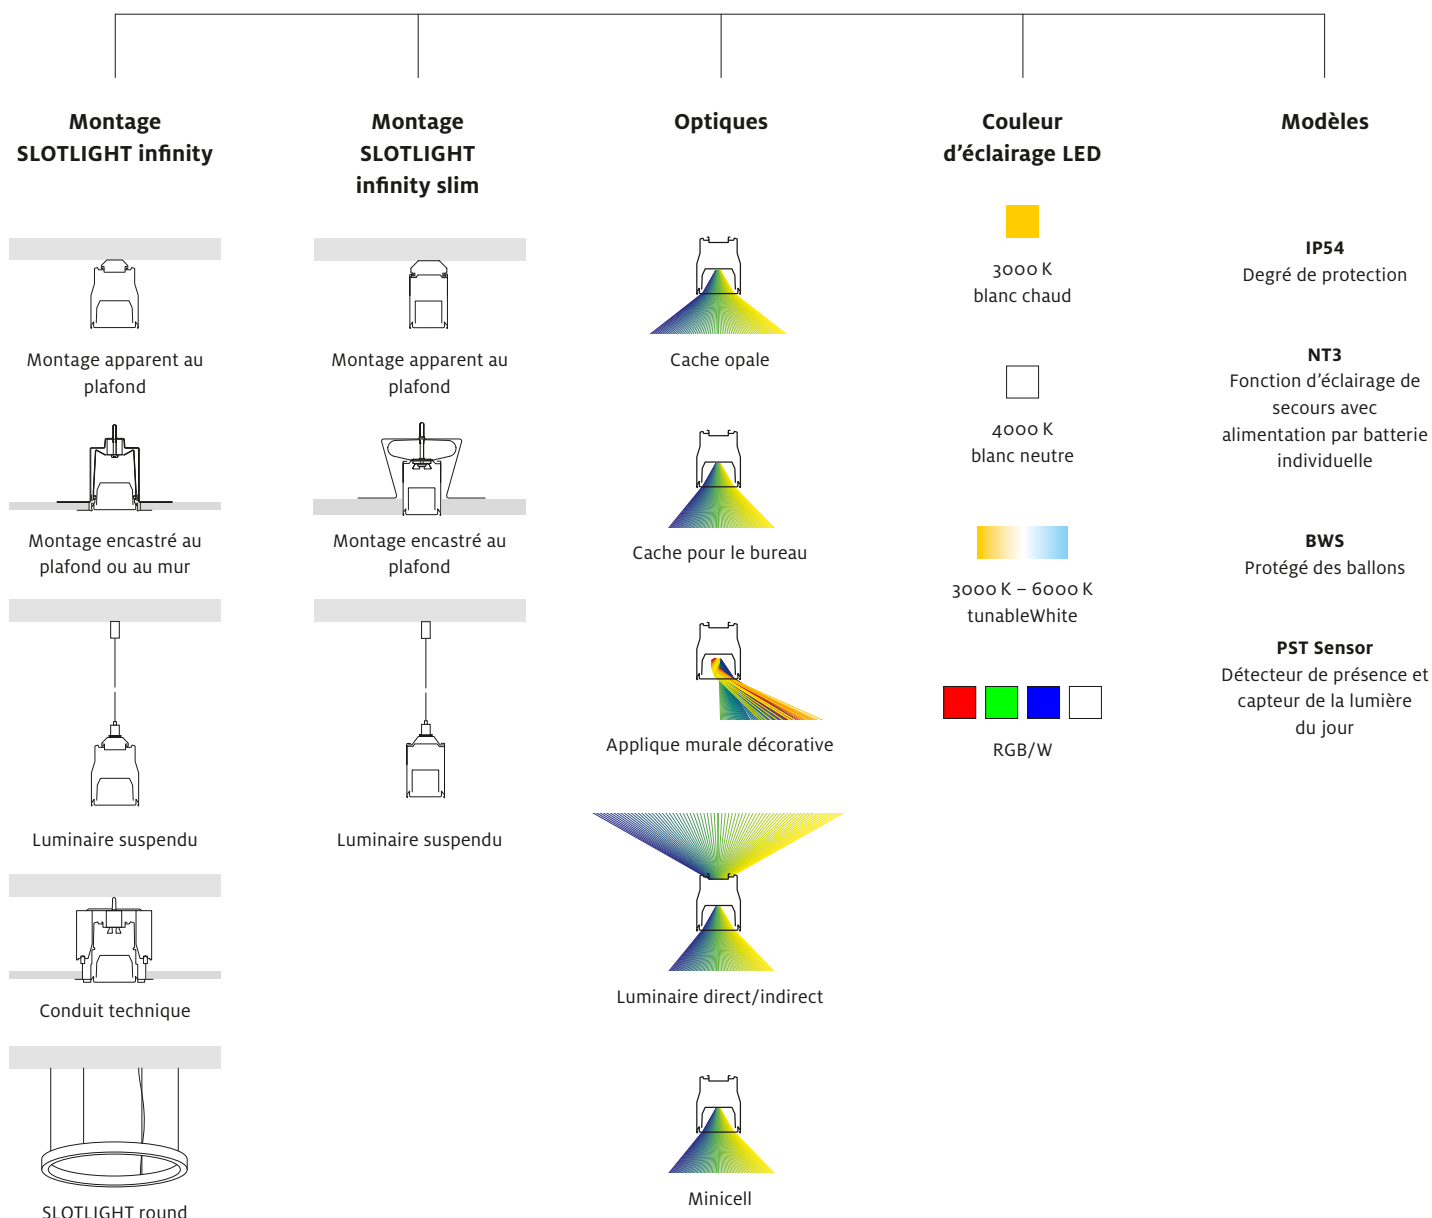 Montage
SLOTLIGHT infinity
Montage apparent au
plafond
Montage encastré au
plafond ou au mur
Luminaire suspendu
Conduit technique
SLOTLIGHT round
Montage
SLOTLIGHT
infinity slim
Montage apparent au
plafond
Montage encastré au
plafond
Luminaire suspendu
Optiques
Cache opale
Cache pour le bureau
Applique murale décorative
Luminaire direct/indirect
Minicell
Couleur
d’éclairage LED
3000 K
blanc chaud
4000 K
blanc neutre
3000 K – 6000 K
tunableWhite
RGB/W
Modèles
IP54
Degré de protection
NT3
Fonction d’éclairage de
secours avec
alimentation par batterie
individuelle
BWS
Protégé des ballons
PST Sensor
Détecteur de présence et
capteur de la lumière
du jour